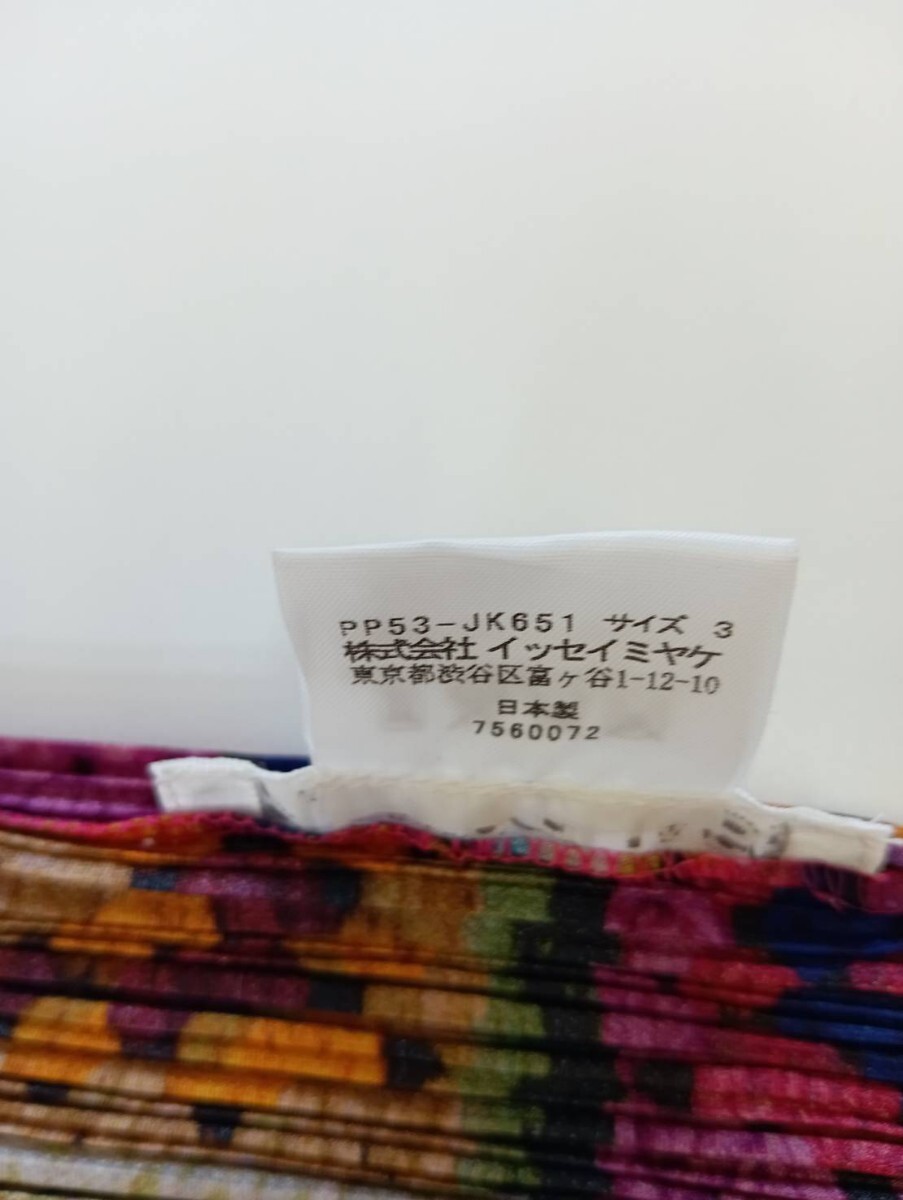 PP53-JK651 サイズ 3
株式会社 イッセイミヤケ
東京都渋谷区富ヶ谷1-12-10
日本製
7560072